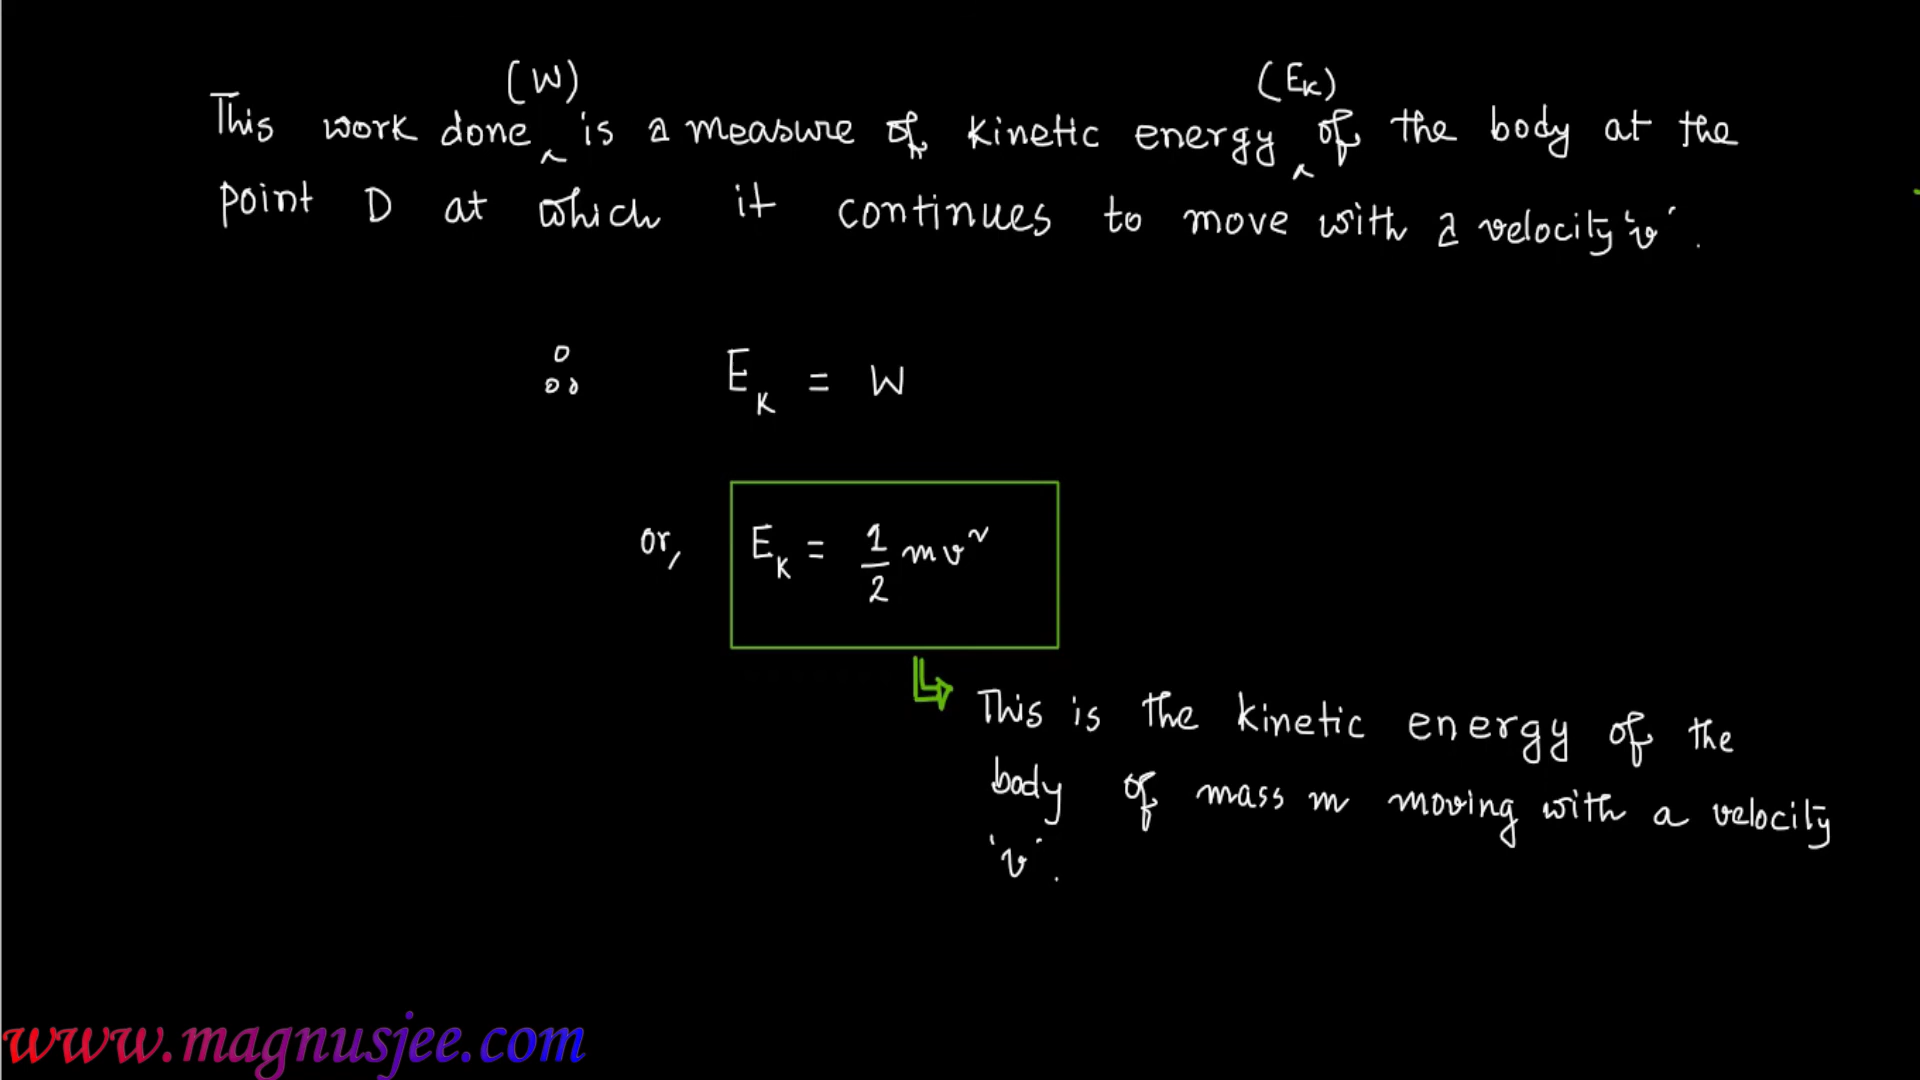 (W) (EK)
This work done ‸ is a measure of kinetic energy ‸ of the body at the
point D at which it continues to move with a velocity 'v'.
∴ EK = W
or, EK = 1/2 mv²
This is the kinetic energy of the
body of mass m moving with a velocity
'v'.
www.magnusjee.com